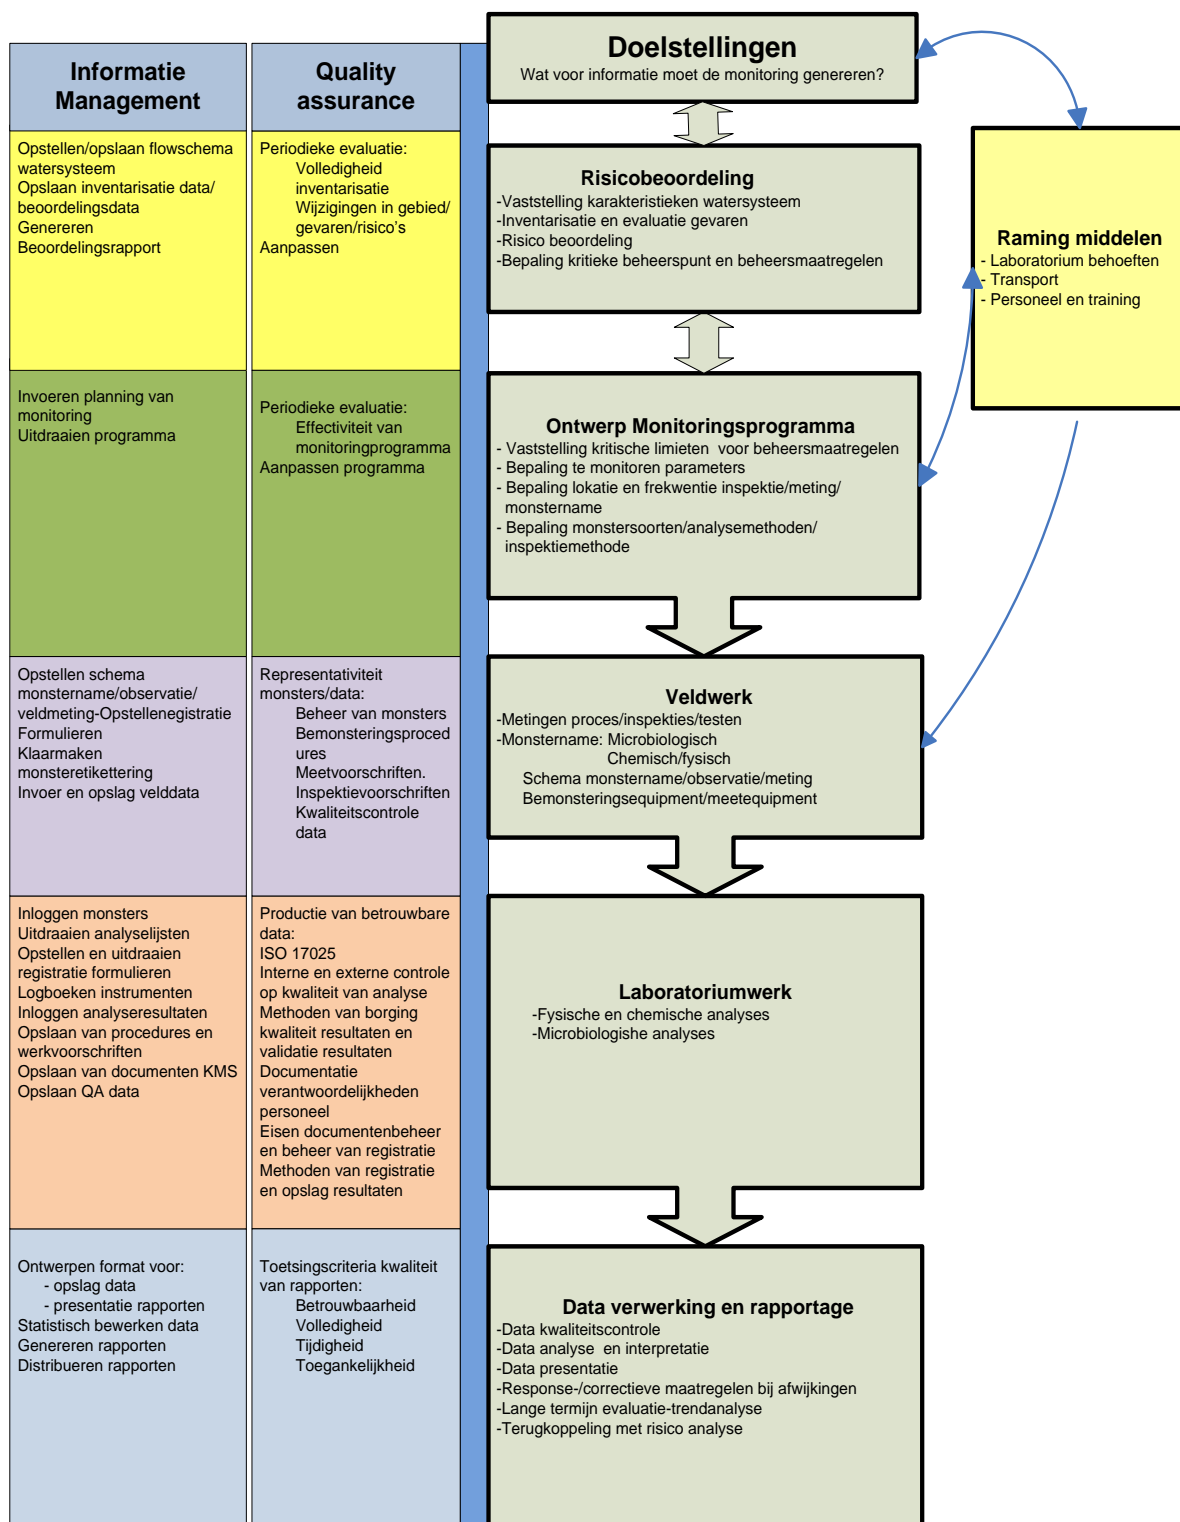 Informatie
Management
Opstellen/opslaan flowschema
watersysteem
Opslaan inventarisatie data/
beoordelingsdata
Genereren
Beoordelingsrapport
Invoeren planning van
monitoring
Uitdraaien programma
Opstellen schema
monstername/observatie/
veldmeting-Opstellenegistratie
Formulieren
Klaarmaken
monsteretikettering
Invoer en opslag velddata
Inloggen monsters
Uitdraaien analyselijsten
Opstellen en uitdraaien
registratie formulieren
Logboeken instrumenten
Inloggen analyseresultaten
Opslaan van procedures en
werkvoorschriften
Opslaan van documenten KMS
Opslaan QA data
Ontwerpen format voor:
- opslag data
- presentatie rapporten
Statistisch bewerken data
Genereren rapporten
Distribueren rapporten
Quality
assurance
Periodieke evaluatie:
Volledigheid
inventarisatie
Wijzigingen in gebied/
gevaren/risico's
Aanpassen
Periodieke evaluatie:
Effectiviteit van
monitoringprogramma
Aanpassen programma
Representativiteit
monsters/data:
Beheer van monsters
Bemonsteringsproced
ures
Meetvoorschriften.
Inspektievoorschriften
Kwaliteitscontrole
data
Productie van betrouwbare
data:
ISO 17025
Interne en externe controle
op kwaliteit van analyse
Methoden van borging
kwaliteit resultaten en
validatie resultaten
Documentatie
verantwoordelijkheden
personeel
Eisen documentenbeheer
en beheer van registratie
Methoden van registratie
en opslag resultaten
Toetsingscriteria kwaliteit
van rapporten:
Betrouwbaarheid
Volledigheid
Tijdigheid
Toegankelijkheid
Doelstellingen
Wat voor informatie moet de monitoring genereren?
Risicobeoordeling
-Vaststelling karakteristieken watersysteem
-Inventarisatie en evaluatie gevaren
-Risico beoordeling
-Bepaling kritieke beheerspunt en beheersmaatregelen
Ontwerp Monitoringsprogramma
- Vaststelling kritische limieten voor beheersmaatregelen
- Bepaling te monitoren parameters
- Bepaling lokatie en frekwentie inspektie/meting/
monstername
- Bepaling monstersoorten/analysemethoden/
inspektiemethode
Veldwerk
-Metingen proces/inspekties/testen
-Monstername: Microbiologisch
Chemisch/fysisch
Schema monstername/observatie/meting
Bemonsteringsequipment/meetequipment
Laboratoriumwerk
-Fysische en chemische analyses
-Microbiologishe analyses
Data verwerking en rapportage
-Data kwaliteitscontrole
-Data analyse en interpretatie
-Data presentatie
-Response-/correctieve maatregelen bij afwijkingen
-Lange termijn evaluatie-trendanalyse
-Terugkoppeling met risico analyse
Raming middelen
- Laboratorium behoeften
- Transport
- Personeel en training